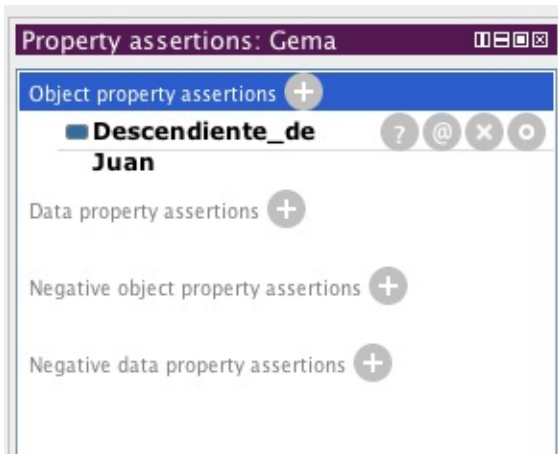 Property assertions: Gema
Object property assertions
Descendiente_de
Juan
Data property assertions
Negative object property assertions
Negative data property assertions